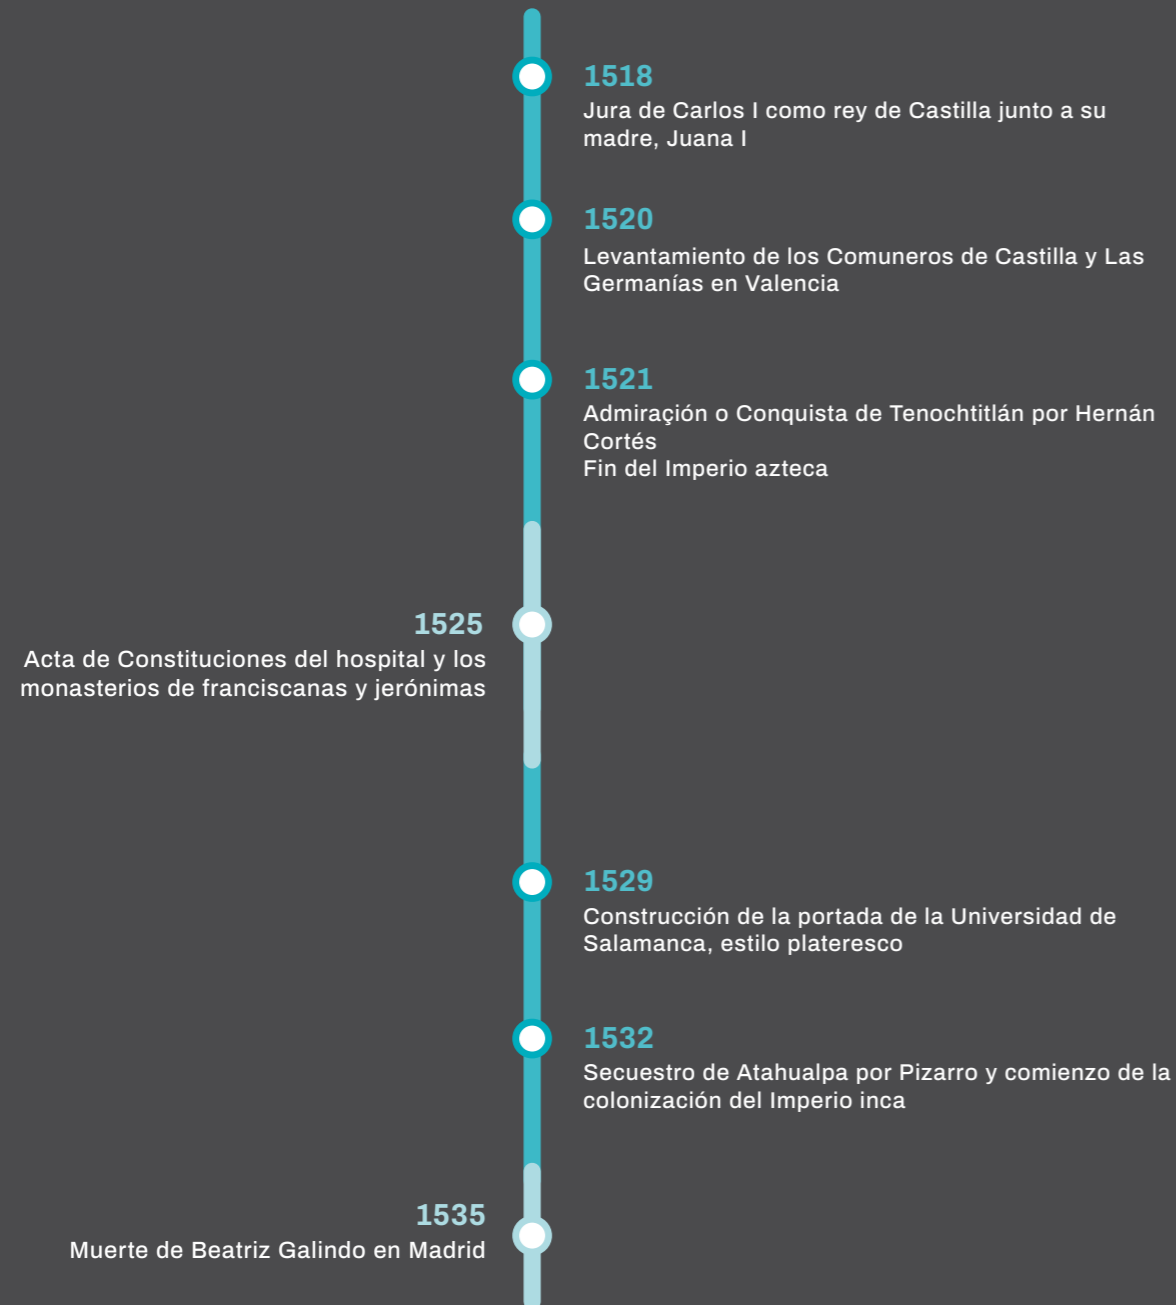 1518
Jura de Carlos I como rey de Castilla junto a su
madre, Juana I
1520
Levantamiento de los Comuneros de Castilla y Las
Germanías en Valencia
1521
Admiraçión o Conquista de Tenochtitlán por Hernán
Cortés
Fin del Imperio azteca
1525
Acta de Constituciones del hospital y los
monasterios de franciscanas y jerónimas
1529
Construcción de la portada de la Universidad de
Salamanca, estilo plateresco
1532
Secuestro de Atahualpa por Pizarro y comienzo de la
colonización del Imperio inca
1535
Muerte de Beatriz Galindo en Madrid